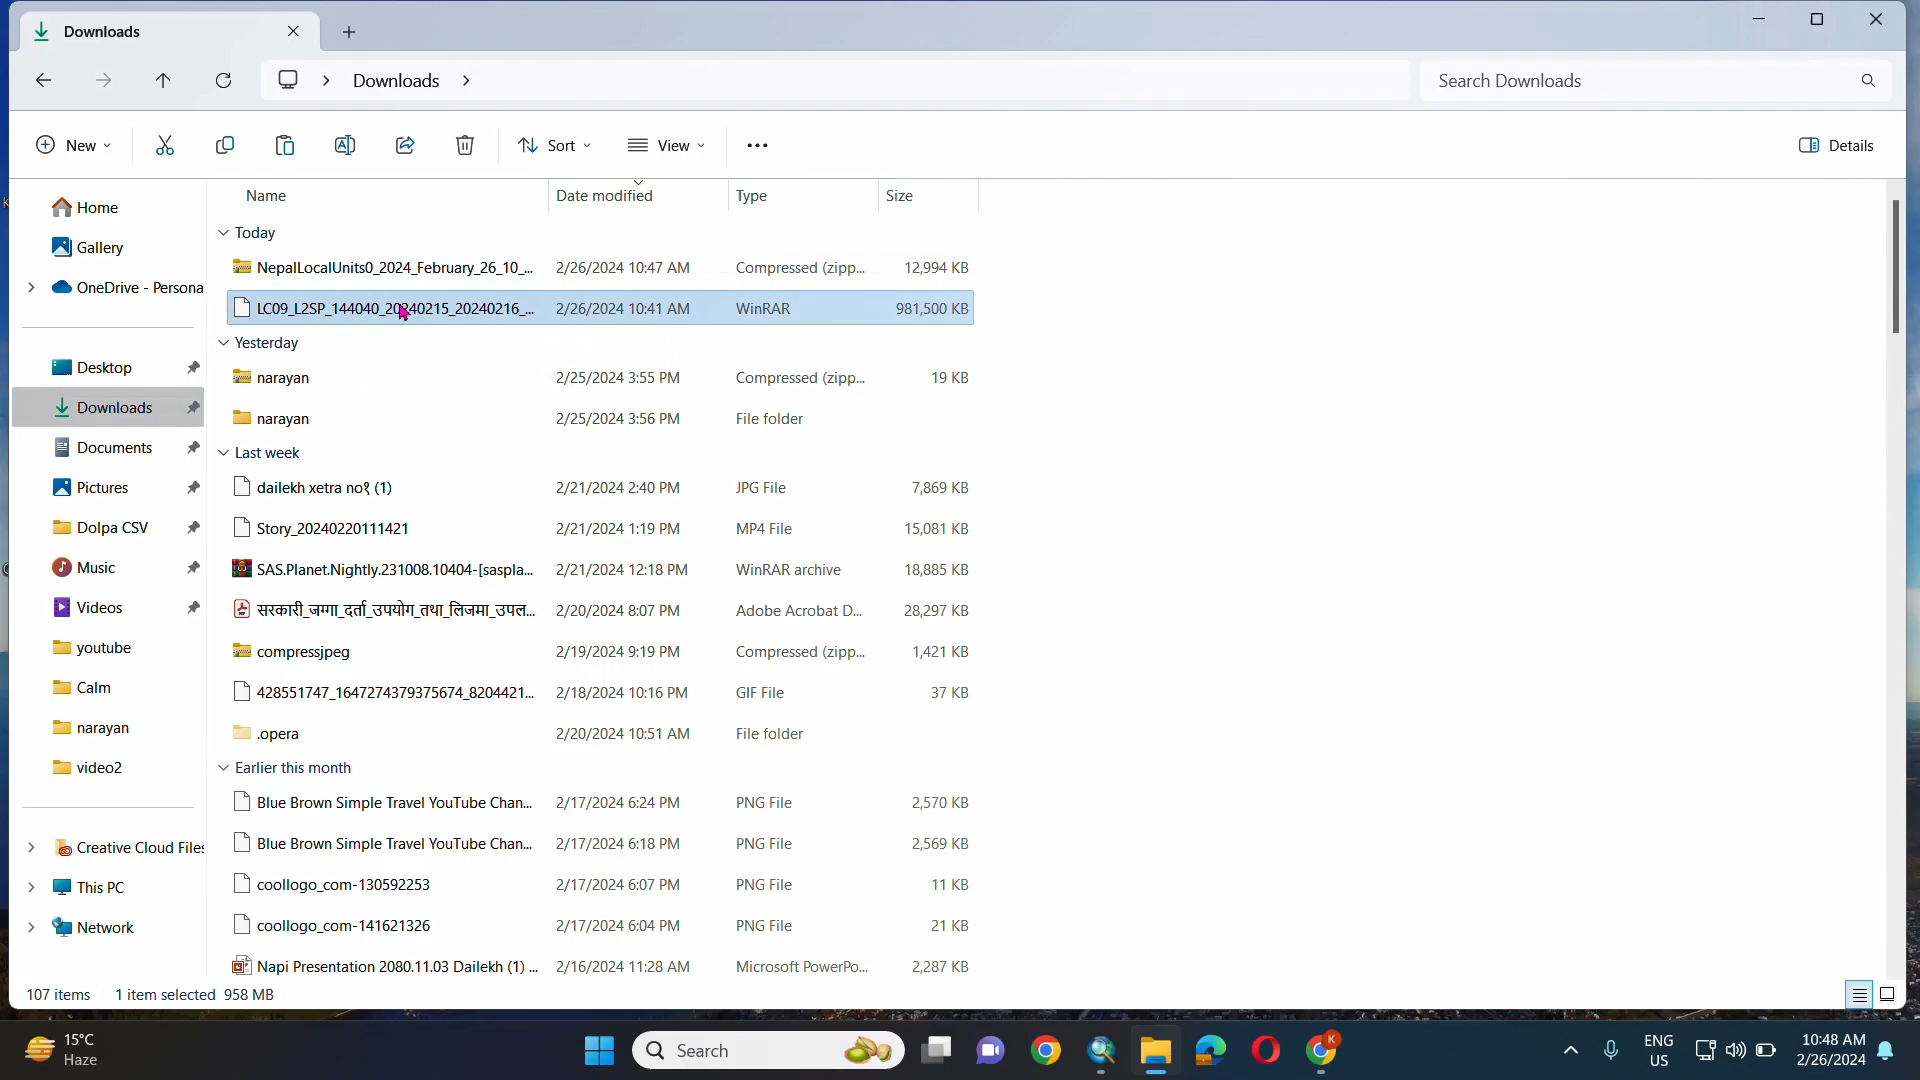 Downloads
Downloads
Search Downloads
New
Sort
View
Details
Name Date modified Type Size
Home
Gallery
OneDrive - Persona
Desktop
Downloads
Documents
Pictures
Dolpa CSV
Music
Videos
youtube
Calm
narayan
video2
Creative Cloud Files
This PC
Network
Today
NepalLocalUnits0_2024_February_26_10_... 2/26/2024 10:47 AM Compressed (zipp... 12,994 KB
LC09_L2SP_144040_20240215_20240216_... 2/26/2024 10:41 AM WinRAR 981,500 KB
Yesterday
narayan 2/25/2024 3:55 PM Compressed (zipp... 19 KB
narayan 2/25/2024 3:56 PM File folder
Last week
dailekh xetra no१ (1) 2/21/2024 2:40 PM JPG File 7,869 KB
Story_20240220111421 2/21/2024 1:19 PM MP4 File 15,081 KB
SAS.Planet.Nightly.231008.10404-[saspla... 2/21/2024 12:18 PM WinRAR archive 18,885 KB
सरकारी_जग्गा_दर्ता_उपयोग_तथा_लिजमा_उपल... 2/20/2024 8:07 PM Adobe Acrobat D... 28,297 KB
compressjpeg 2/19/2024 9:19 PM Compressed (zipp... 1,421 KB
428551747_1647274379375674_8204421... 2/18/2024 10:16 PM GIF File 37 KB
.opera 2/20/2024 10:51 AM File folder
Earlier this month
Blue Brown Simple Travel YouTube Chan... 2/17/2024 6:24 PM PNG File 2,570 KB
Blue Brown Simple Travel YouTube Chan... 2/17/2024 6:18 PM PNG File 2,569 KB
coollogo_com-130592253 2/17/2024 6:07 PM PNG File 11 KB
coollogo_com-141621326 2/17/2024 6:04 PM PNG File 21 KB
Napi Presentation 2080.11.03 Dailekh (1) ... 2/16/2024 11:28 AM Microsoft PowerPo... 2,287 KB
107 items 1 item selected 958 MB
15°C
Haze
Search
K
ENG
US
10:48 AM
2/26/2024